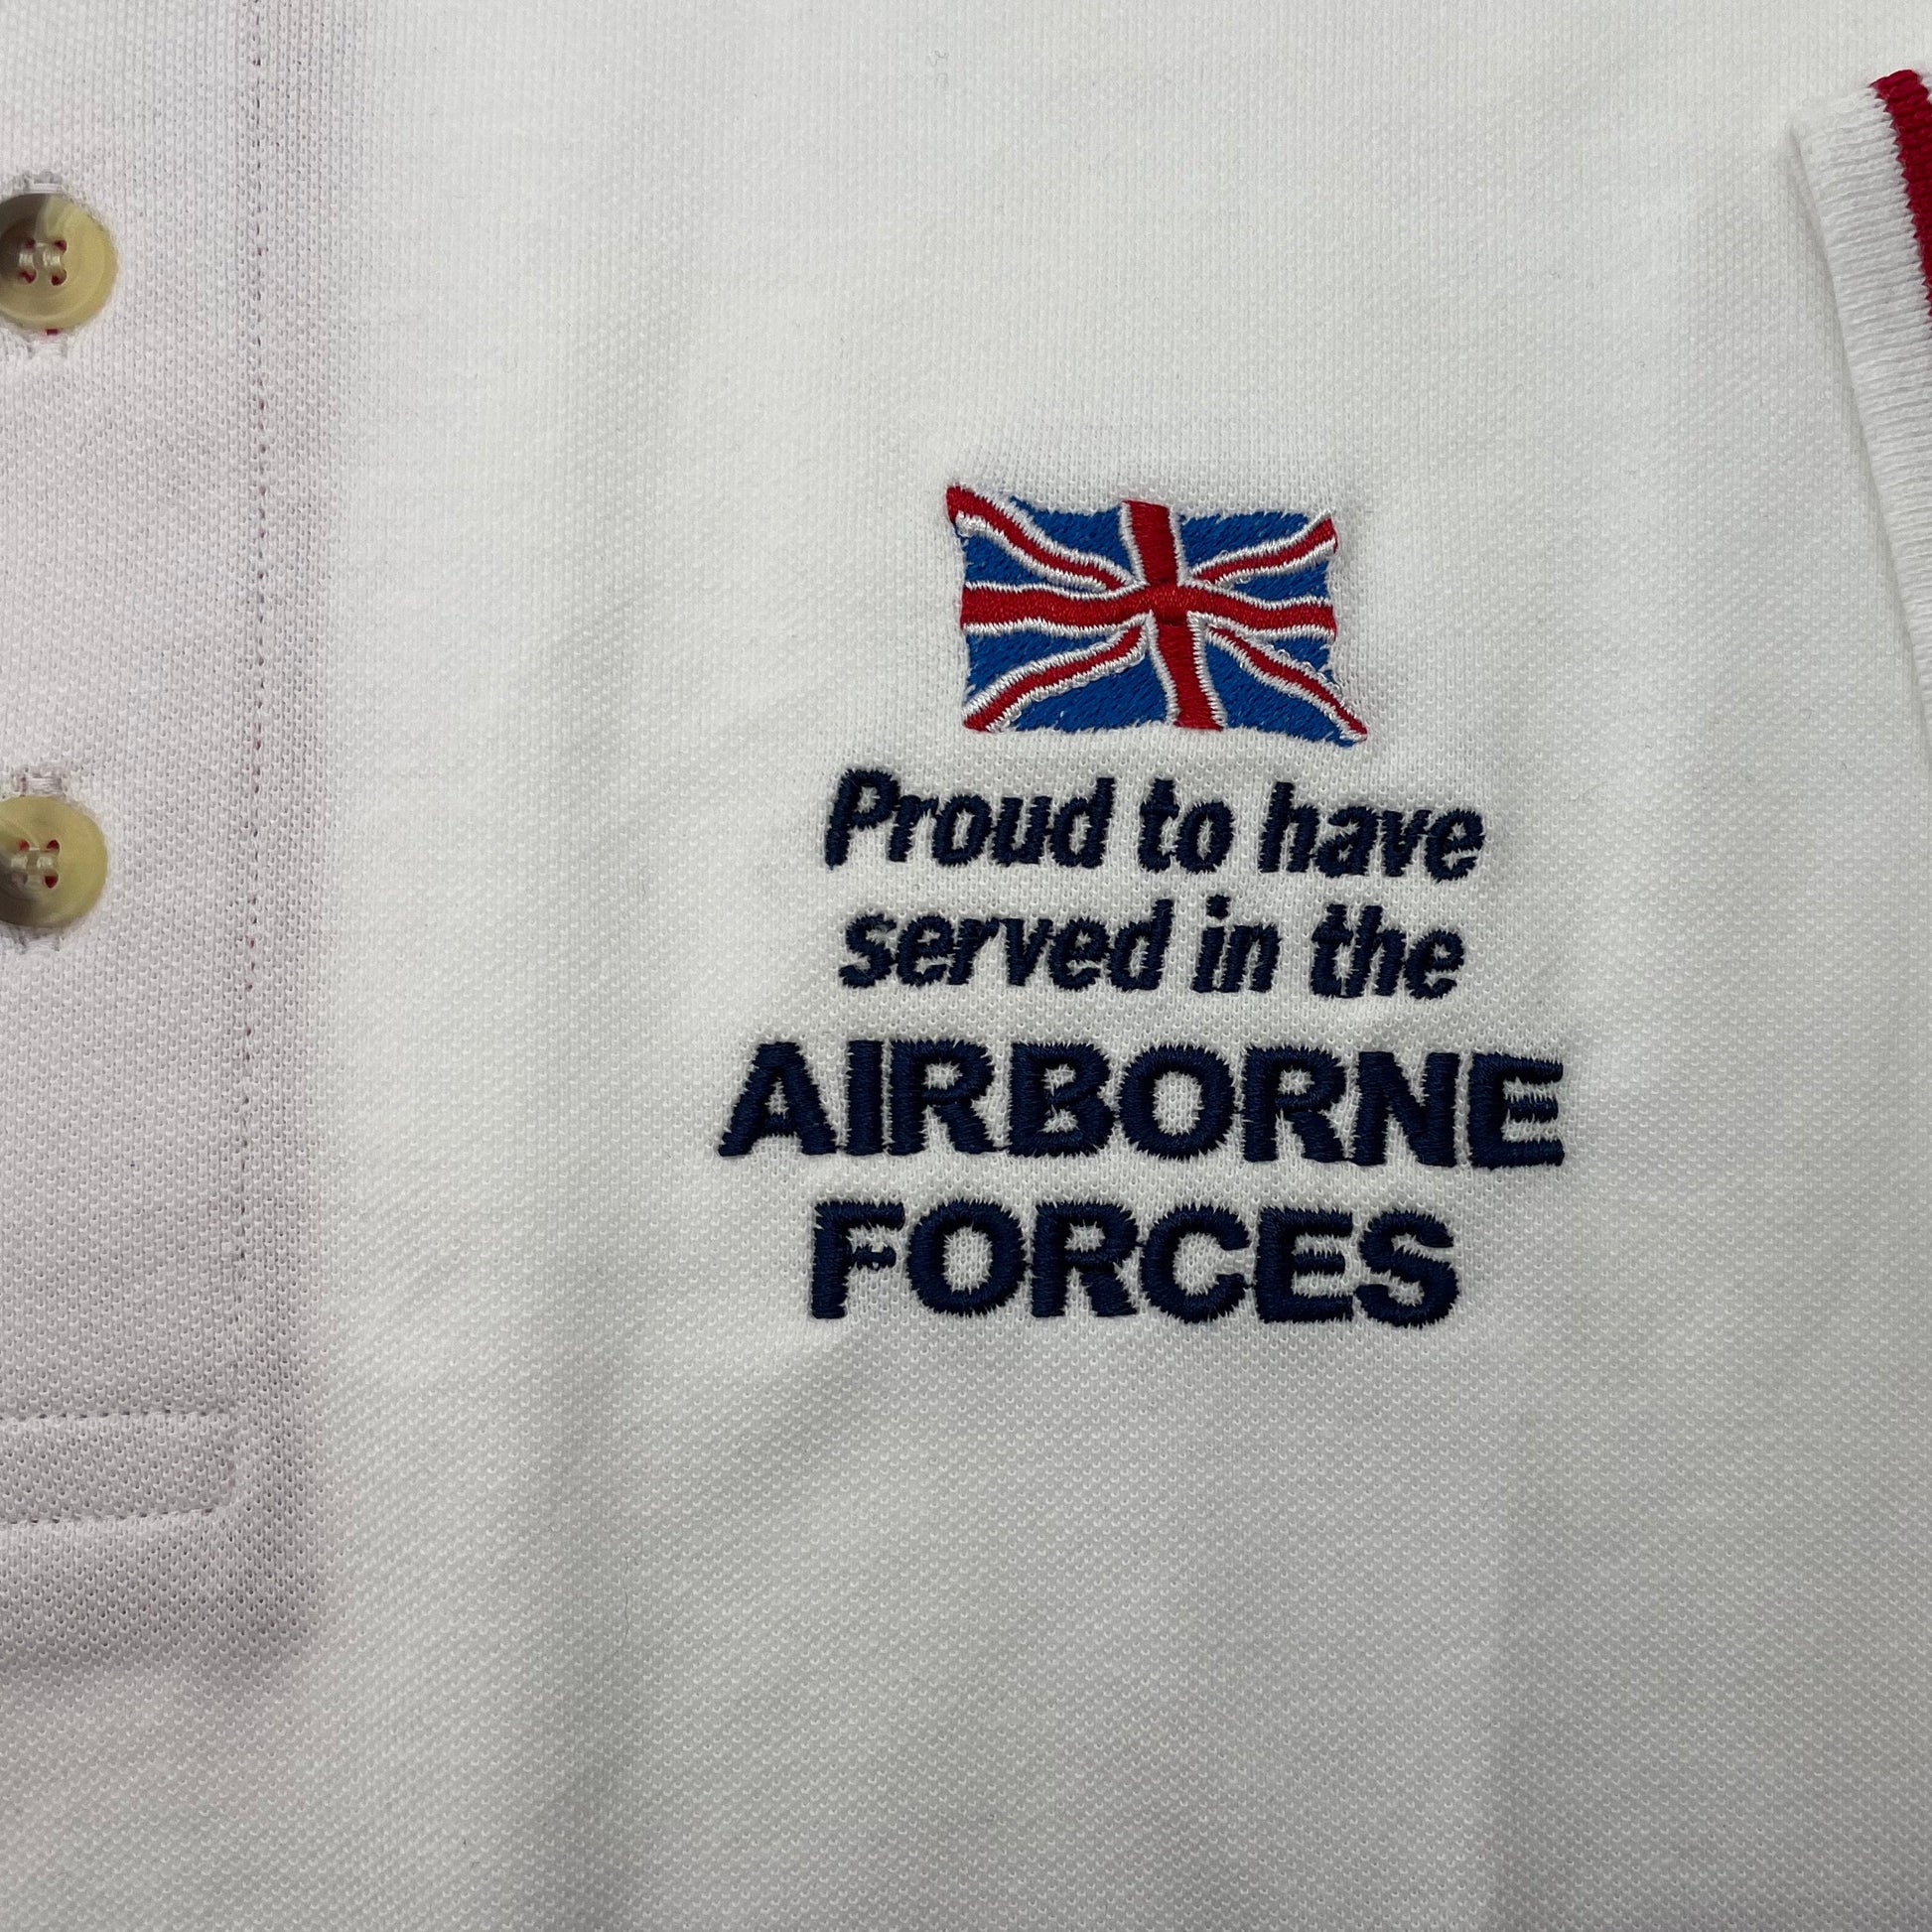 Proud to have
served in the
AIRBORNE
FORCES